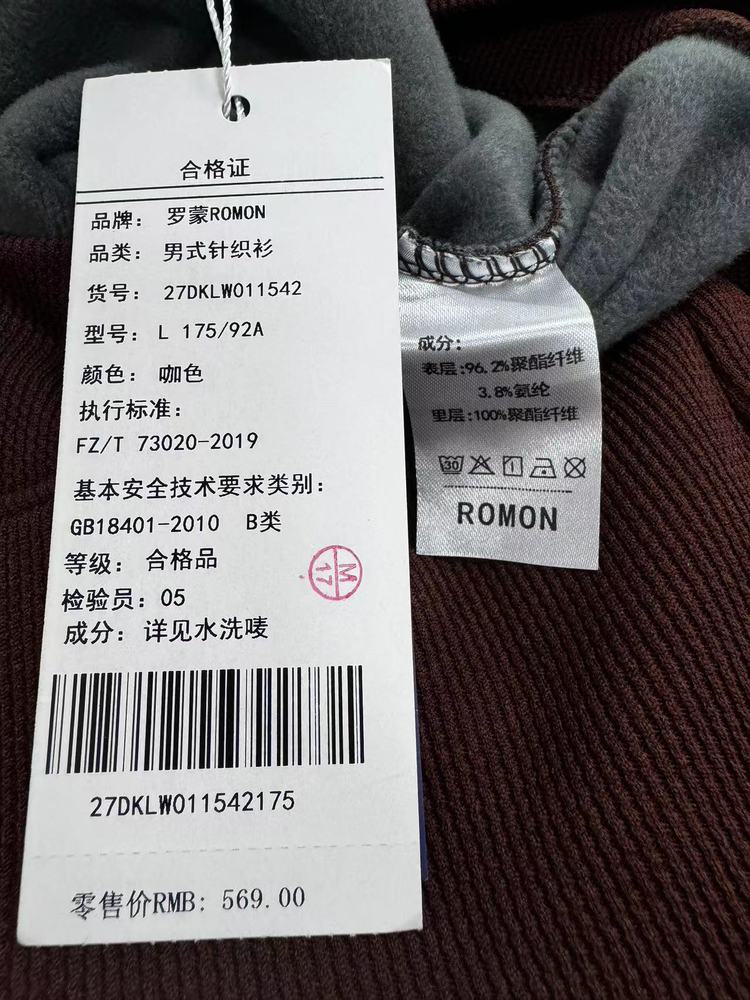 合格证
品牌: 罗蒙ROMON
品类: 男式针织衫
货号: 27DKLW011542
型号: L 175/92A
颜色: 咖色
执行标准:
FZ/T 73020-2019
基本安全技术要求类别:
GB18401-2010 B类
等级: 合格品
检验员: 05
成分: 详见水洗唛
M
17
27DKLW011542175
零售价RMB: 569.00
成分:
表层:96.2%聚酯纤维
3.8%氨纶
里层:100%聚酯纤维
30
ROMON